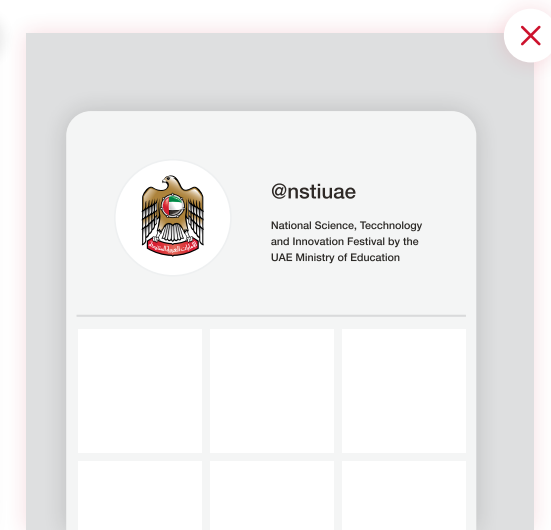 @nstiuae
National Science, Tecchnology
and Innovation Festival by the
UAE Ministry of Education